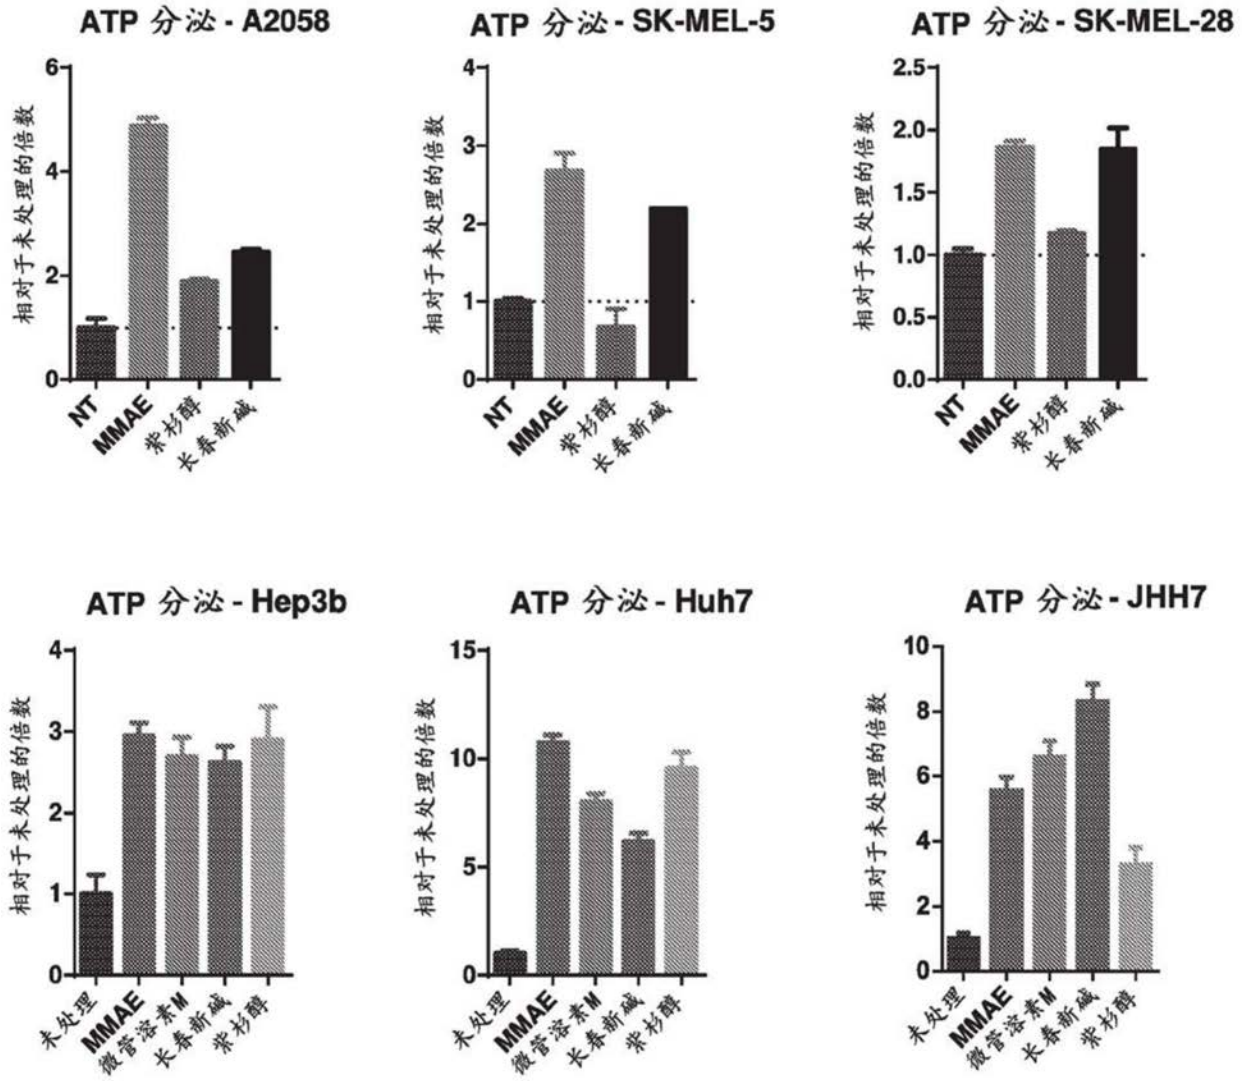 ATP 分泌 - A2058
相对于未处理的倍数
6
4
2
0
NT
MMAE
紫杉醇
长春新碱
ATP 分泌 - SK-MEL-5
相对于未处理的倍数
4
3
2
1
0
NT
MMAE
紫杉醇
长春新碱
ATP 分泌 - SK-MEL-28
相对于未处理的倍数
2.5
2.0
1.5
1.0
0.5
0.0
NT
MMAE
紫杉醇
长春新碱
ATP 分泌 - Hep3b
相对于未处理的倍数
4
3
2
1
0
未处理
MMAE
微管溶素M
长春新碱
紫杉醇
ATP 分泌 - Huh7
相对于未处理的倍数
15
10
5
0
未处理
MMAE
微管溶素M
长春新碱
紫杉醇
ATP 分泌 - JHH7
相对于未处理的倍数
10
8
6
4
2
0
未处理
MMAE
微管溶素M
长春新碱
紫杉醇